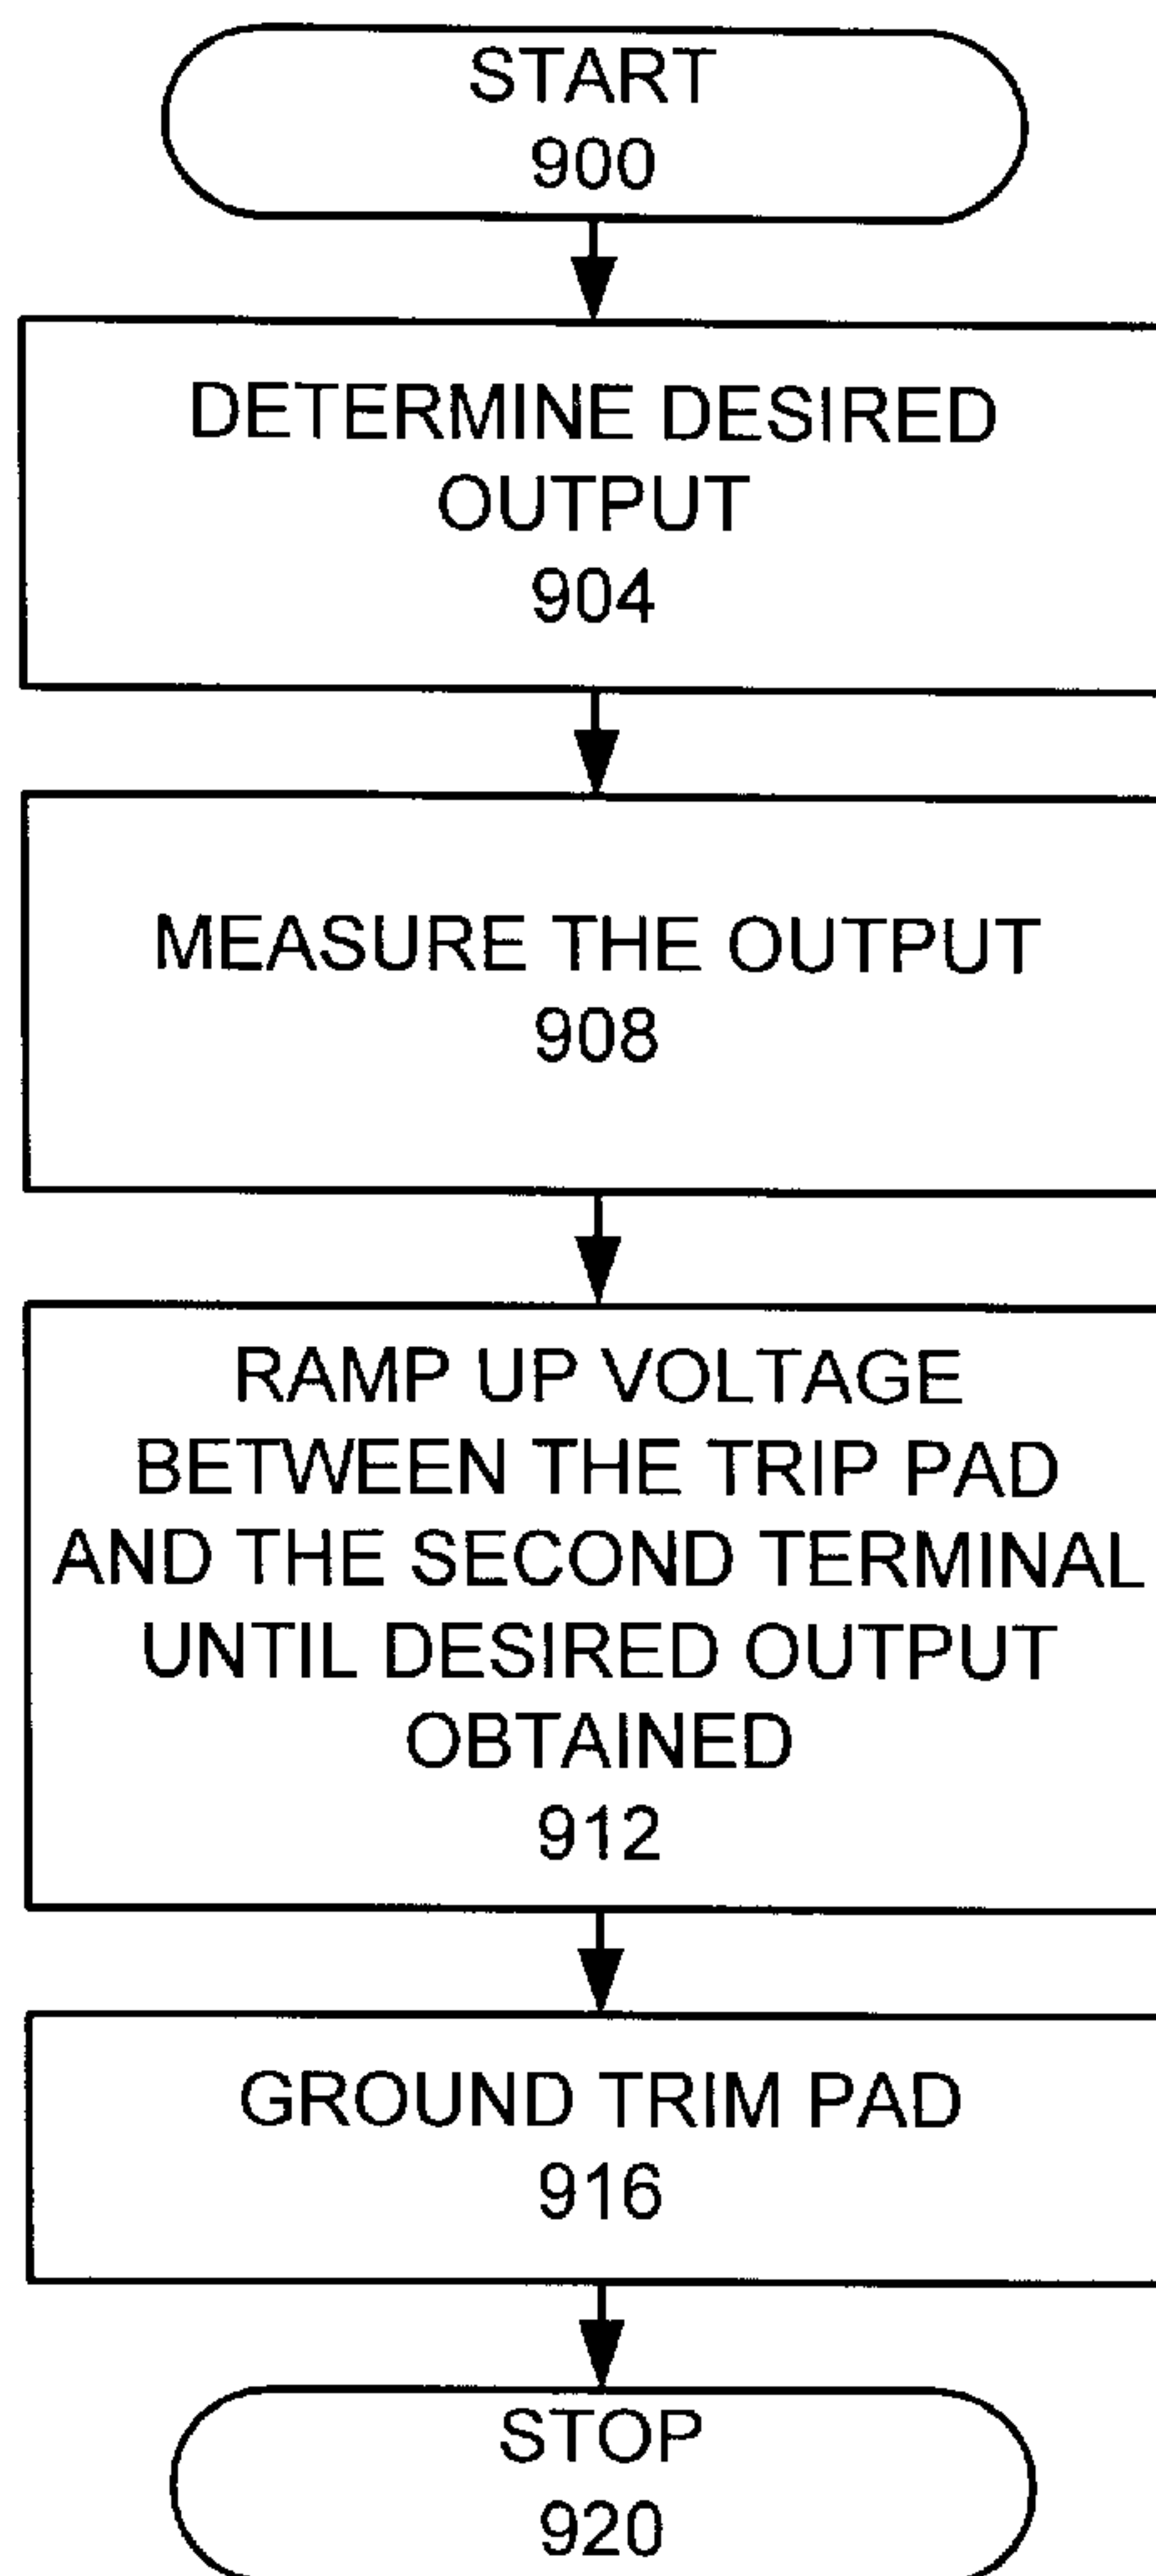 START
900
DETERMINE DESIRED
OUTPUT
904
MEASURE THE OUTPUT
908
RAMP UP VOLTAGE
BETWEEN THE TRIP PAD
AND THE SECOND TERMINAL
UNTIL DESIRED OUTPUT
OBTAINED
912
GROUND TRIM PAD
916
STOP
920